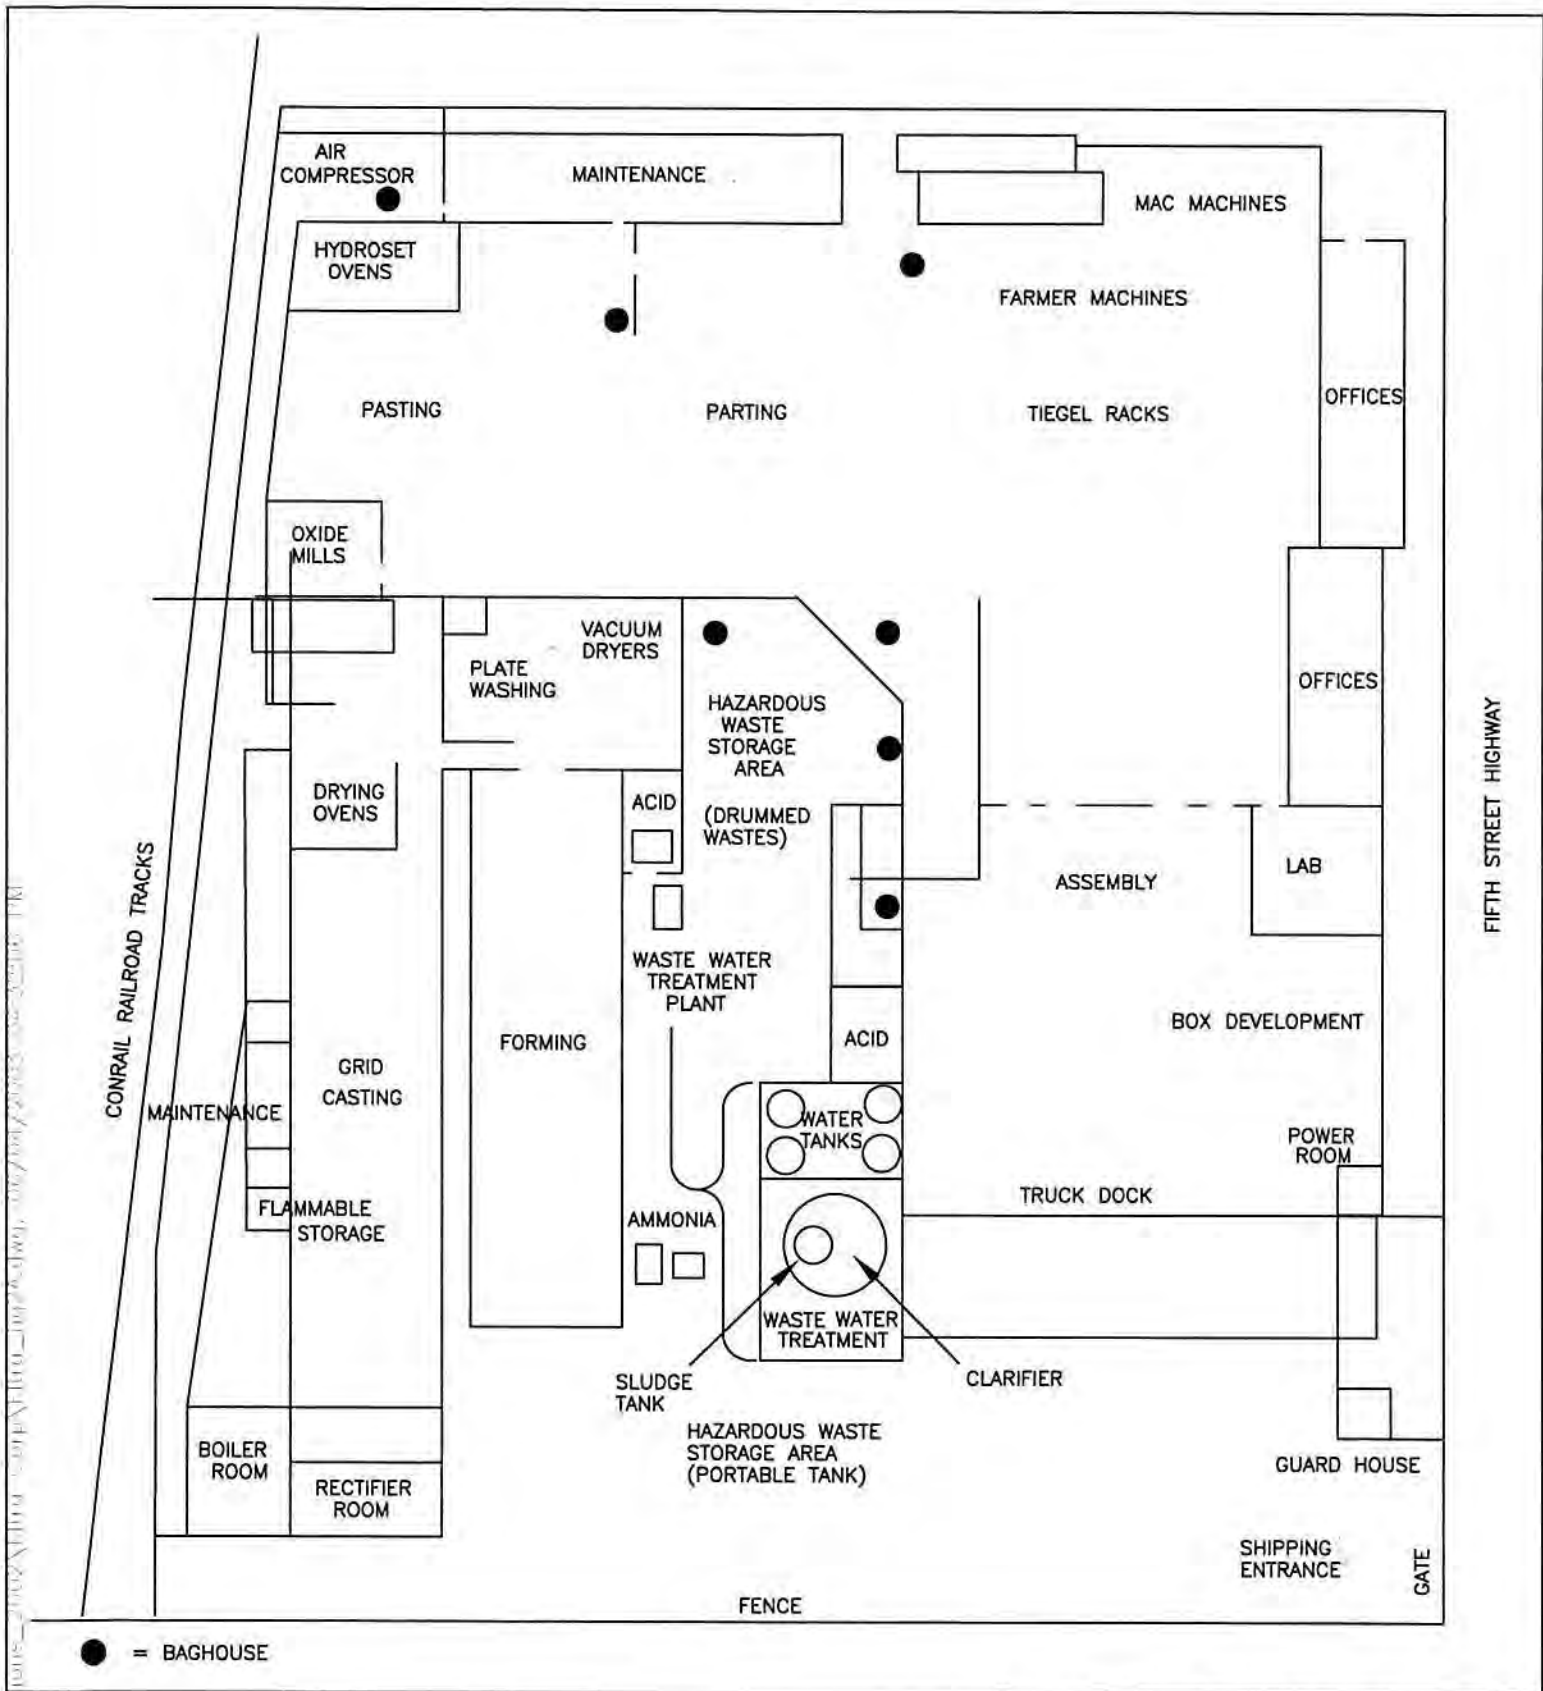 AIR
COMPRESSOR
MAINTENANCE
MAC MACHINES
HYDROSET
OVENS
FARMER MACHINES
OFFICES
PASTING
PARTING
TIEGEL RACKS
OXIDE
MILLS
VACUUM
DRYERS
PLATE
WASHING
OFFICES
HAZARDOUS
WASTE
STORAGE
AREA
(DRUMMED
WASTES)
DRYING
OVENS
ACID
LAB
ASSEMBLY
FIFTH STREET HIGHWAY
CONRAIL RAILROAD TRACKS
WASTE WATER
TREATMENT
PLANT
BOX DEVELOPMENT
FORMING
ACID
GRID
CASTING
MAINTENANCE
WATER
TANKS
POWER
ROOM
TRUCK DOCK
FLAMMABLE
STORAGE
AMMONIA
WASTE WATER
TREATMENT
SLUDGE
TANK
CLARIFIER
HAZARDOUS WASTE
STORAGE AREA
(PORTABLE TANK)
BOILER
ROOM
RECTIFIER
ROOM
GUARD HOUSE
SHIPPING
ENTRANCE
GATE
FENCE
= BAGHOUSE